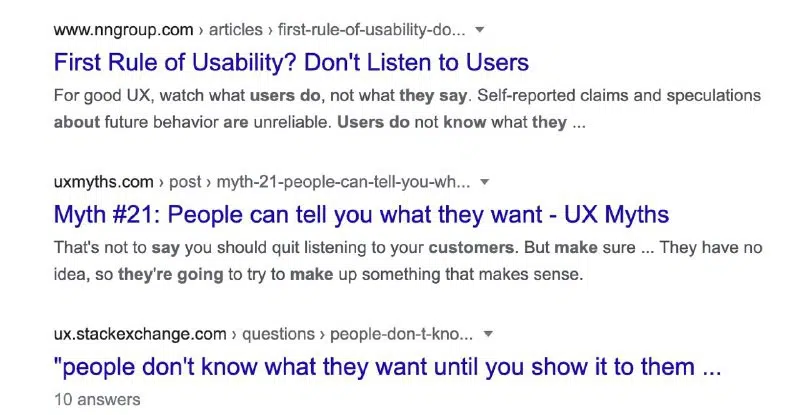 www.nngroup.com › articles › first-rule-of-usability-do...
First Rule of Usability? Don't Listen to Users
For good UX, watch what users do, not what they say. Self-reported claims and speculations
about future behavior are unreliable. Users do not know what they ...
uxmyths.com › post › myth-21-people-can-tell-you-wh...
Myth #21: People can tell you what they want - UX Myths
That's not to say you should quit listening to your customers. But make sure ... They have no
idea, so they're going to try to make up something that makes sense.
ux.stackexchange.com › questions › people-don-t-kno...
"people don't know what they want until you show it to them ...
10 answers